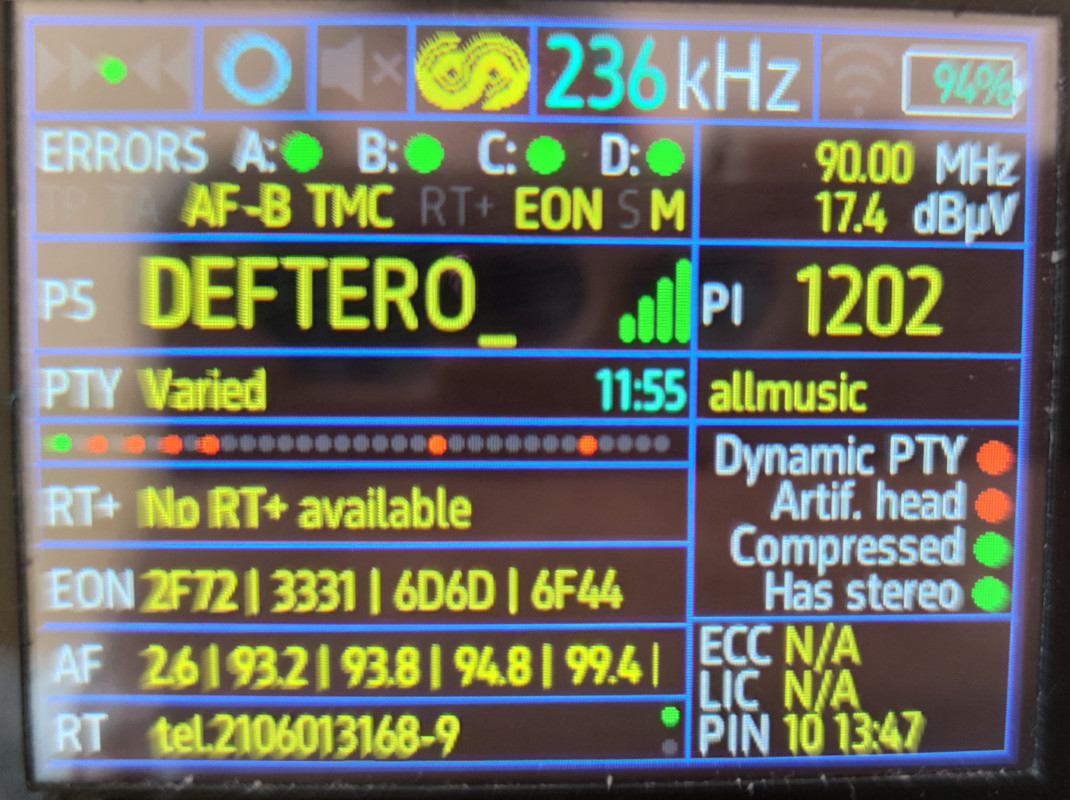 236 kHz 94%
ERRORS A: B: C: D:
TP TA AF-B TMC RT+ EON S M
90.00 MHz
17.4 dBµV
PS DEFTERO_
PI 1202
PTY Varied 11:55
allmusic
Dynamic PTY
Artif. head
Compressed
Has stereo
RT+ No RT+ available
EON 2F72 | 3331 | 6D6D | 6F44
AF 2.6 | 93.2 | 93.8 | 94.8 | 99.4 |
RT tel.2106013168-9
ECC N/A
LIC N/A
PIN 10 13:47